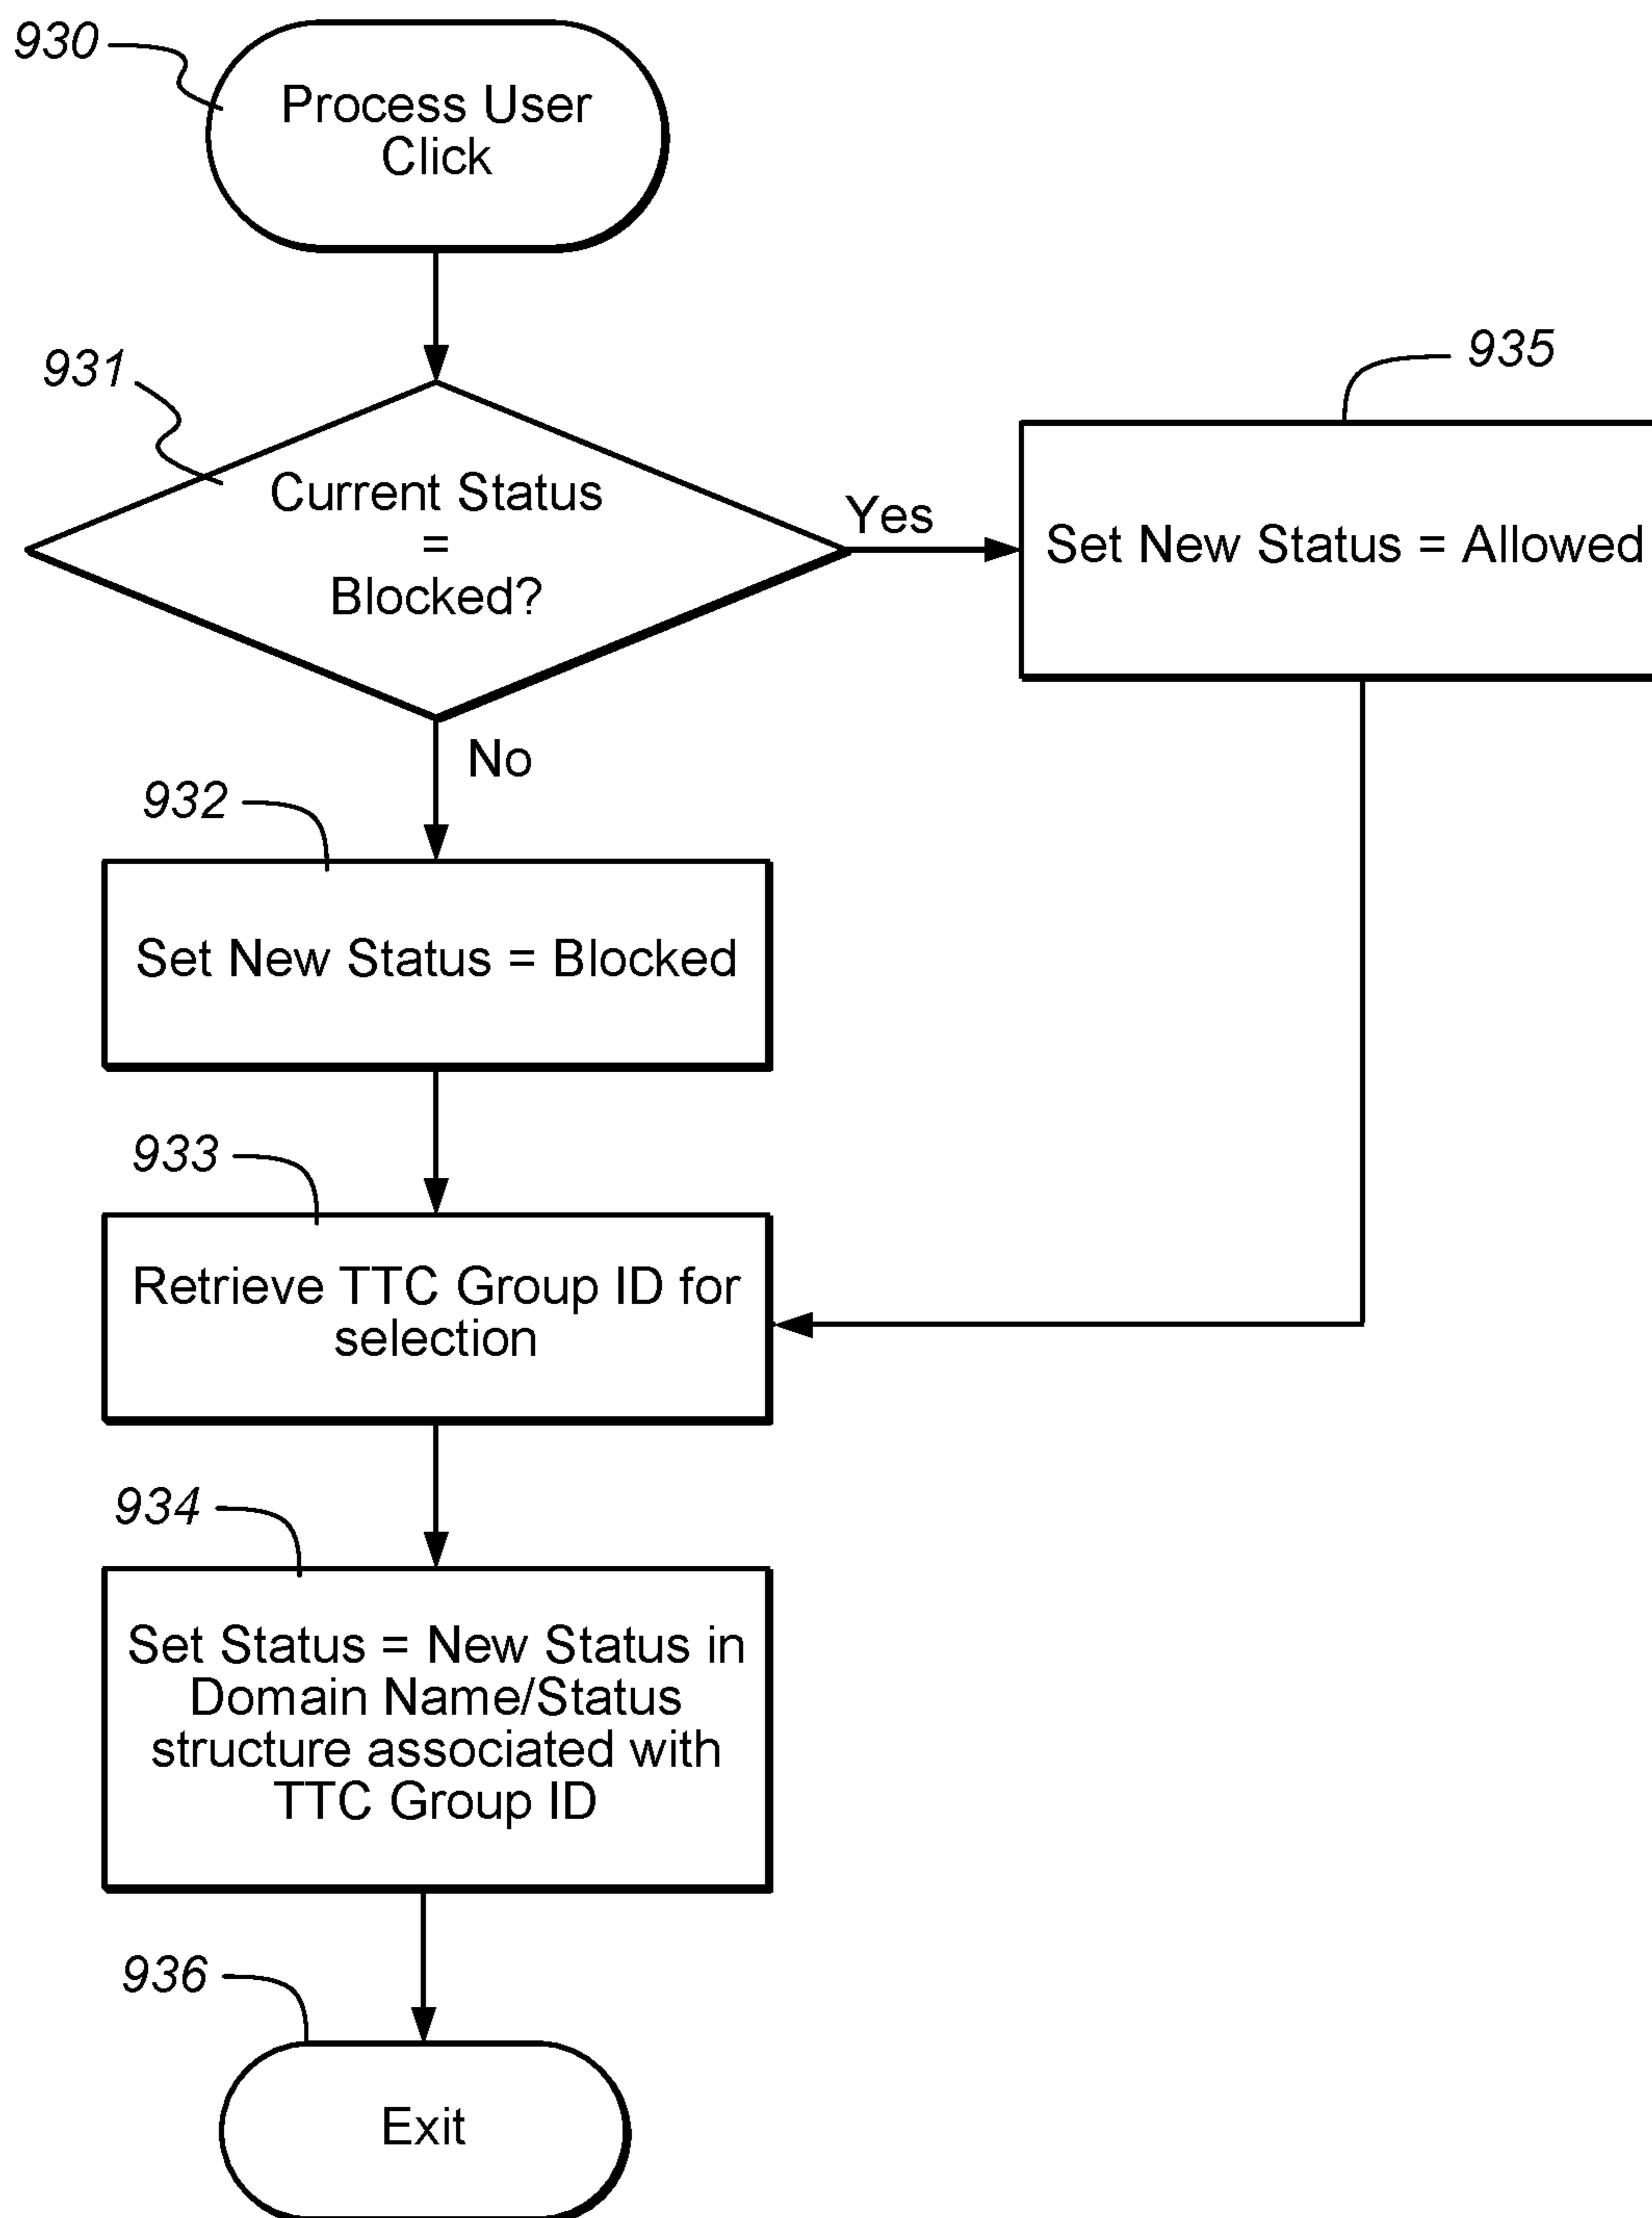 930
Process User
Click
931
Current Status
=
Blocked?
Yes
935
Set New Status = Allowed
No
932
Set New Status = Blocked
933
Retrieve TTC Group ID for
selection
934
Set Status = New Status in
Domain Name/Status
structure associated with
TTC Group ID
936
Exit